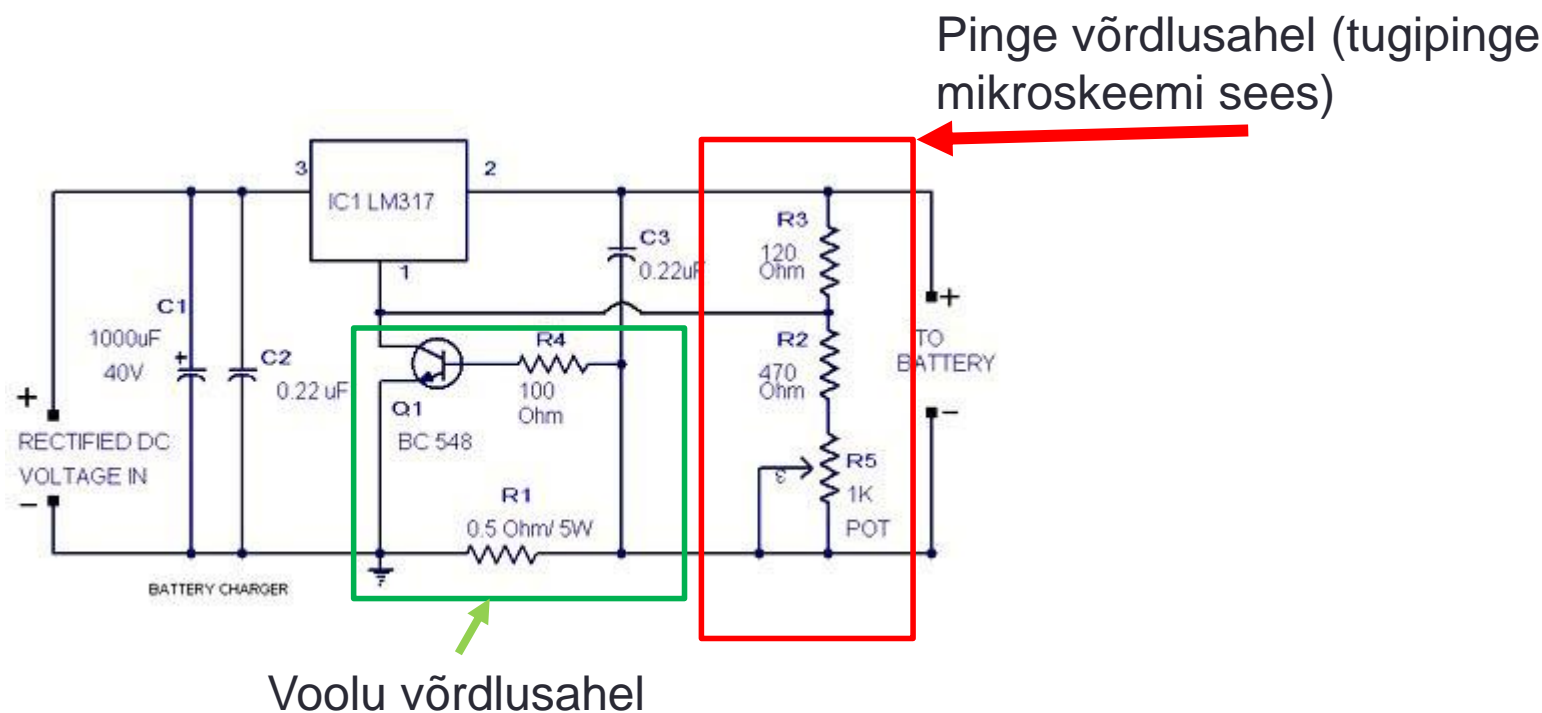 Pinge võrdlusahel (tugipinge
mikroskeemi sees)
3
2
IC1 LM317
1
R3
120
Ohm
C3
0.22uF
C1
1000uF
40V
+
C2
0.22 uF
R4
100
Ohm
Q1
BC 548
R2
470
Ohm
+
TO
BATTERY
−
+
RECTIFIED DC
VOLTAGE IN
−
R1
0.5 Ohm/ 5W
3
R5
1K
POT
BATTERY CHARGER
Voolu võrdlusahel